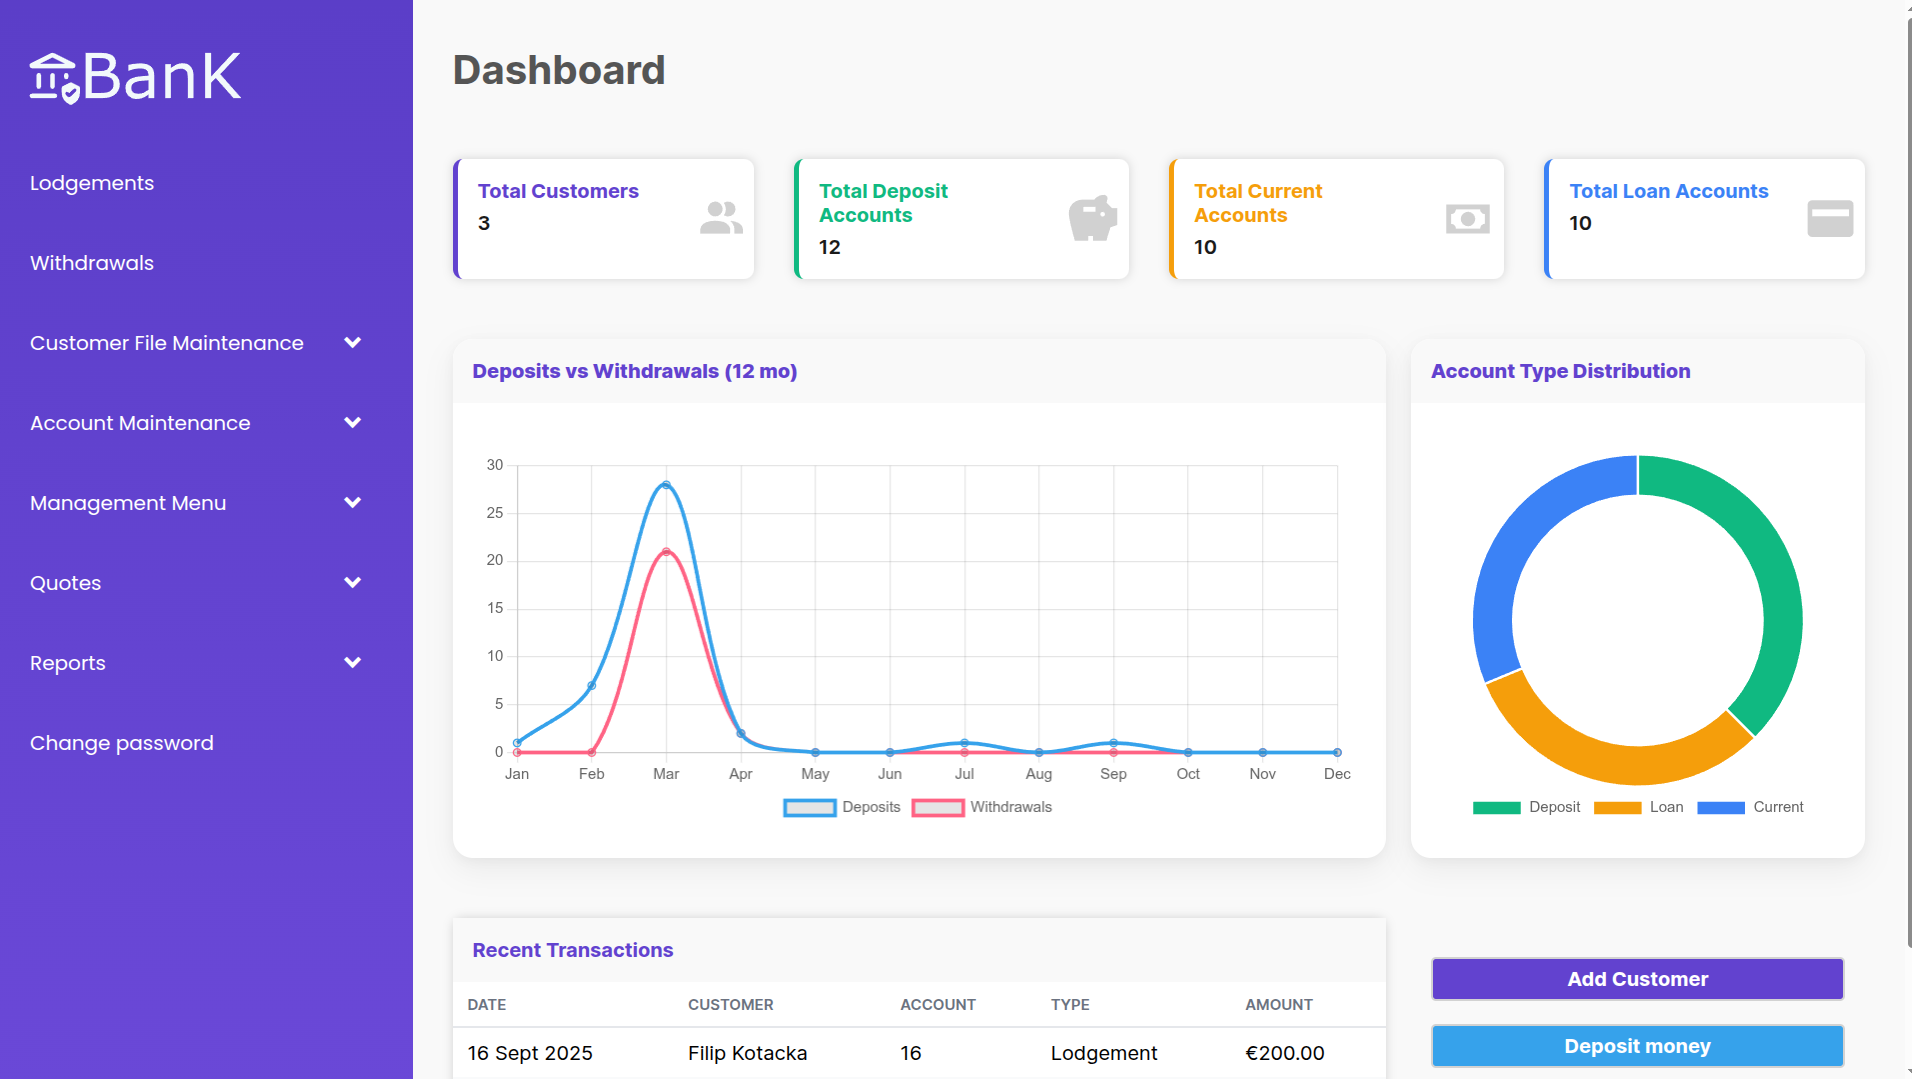 BanK
Lodgements
Withdrawals
Customer File Maintenance
Account Maintenance
Management Menu
Quotes
Reports
Change password
Dashboard
Total Customers
3
Total Deposit
Accounts
12
Total Current
Accounts
10
Total Loan Accounts
10
Deposits vs Withdrawals (12 mo)
30
25
20
15
10
5
0
Jan Feb Mar Apr May Jun Jul Aug Sep Oct Nov Dec
Deposits Withdrawals
Account Type Distribution
Deposit Loan Current
Recent Transactions
DATE CUSTOMER ACCOUNT TYPE AMOUNT
16 Sept 2025 Filip Kotacka 16 Lodgement €200.00
Add Customer
Deposit money